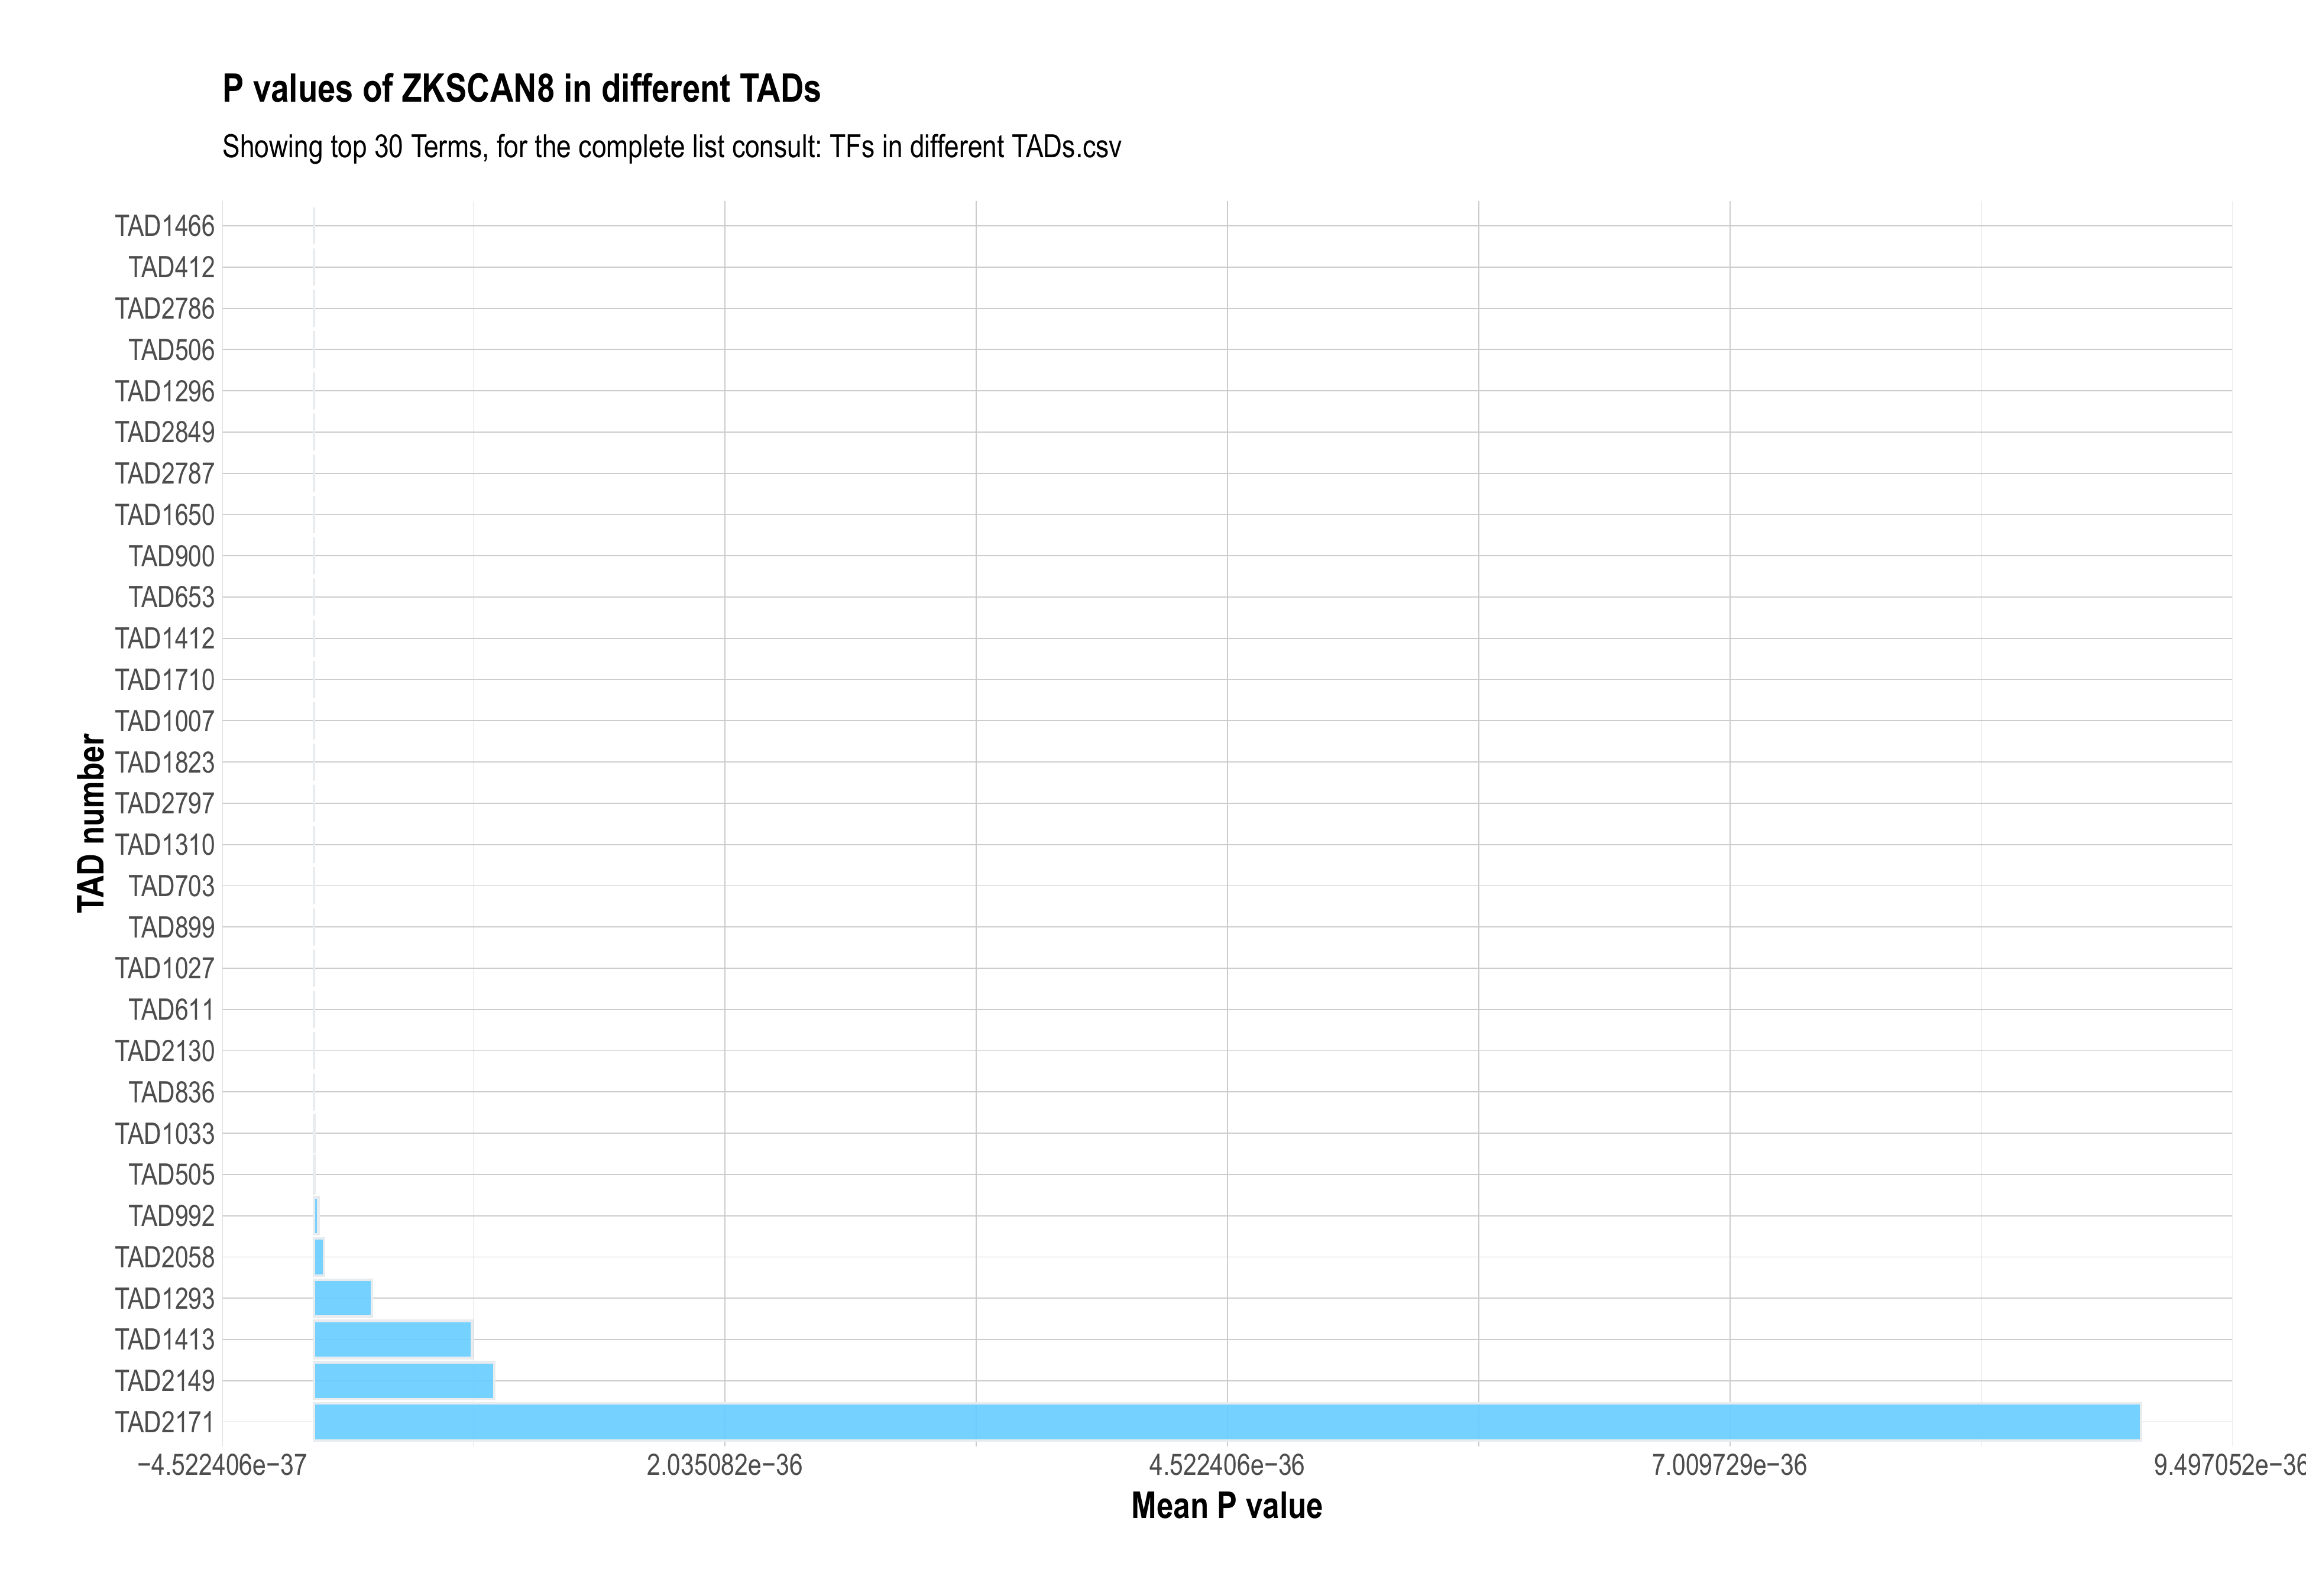 P values of ZKSCAN8 in different TADs
Showing top 30 Terms, for the complete list consult: TFs in different TADs.csv
TAD number
TAD1466
TAD412
TAD2786
TAD506
TAD1296
TAD2849
TAD2787
TAD1650
TAD900
TAD653
TAD1412
TAD1710
TAD1007
TAD1823
TAD2797
TAD1310
TAD703
TAD899
TAD1027
TAD611
TAD2130
TAD836
TAD1033
TAD505
TAD992
TAD2058
TAD1293
TAD1413
TAD2149
TAD2171
−4.522406e−37 2.035082e−36 4.522406e−36 7.009729e−36 9.497052e−36
Mean P value